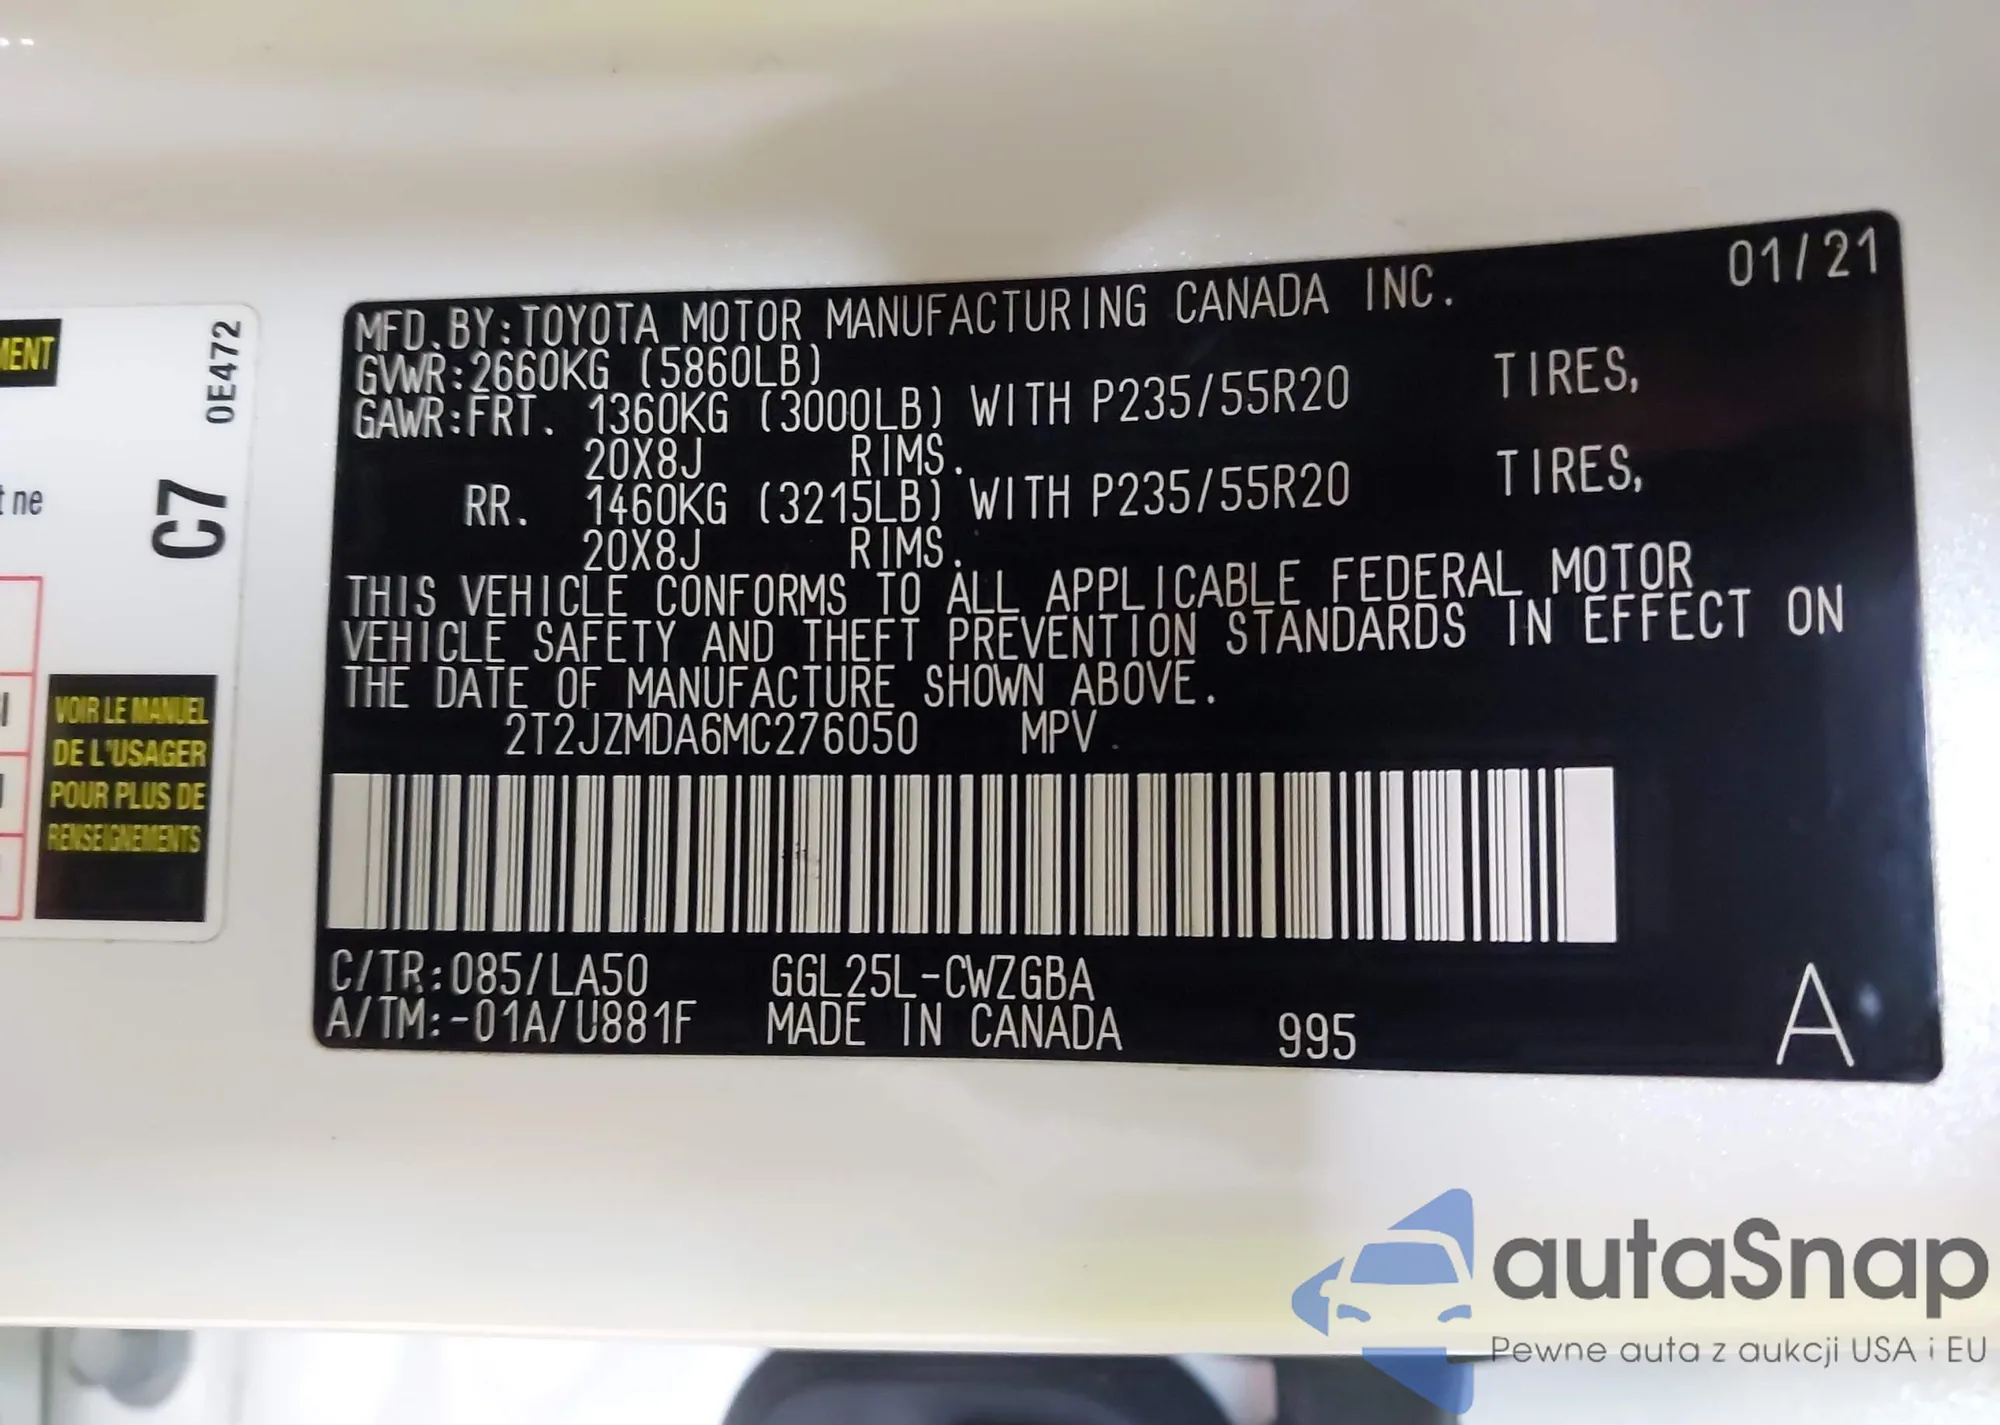 MENT
0E472
t ne
C7
VOIR LE MANUEL
DE L'USAGER
POUR PLUS DE
RENSEIGNEMENTS
01/21
MFD.BY:TOYOTA MOTOR MANUFACTURING CANADA INC.
GVWR:2660KG (5860LB)
GAWR:FRT. 1360KG (3000LB) WITH P235/55R20 TIRES,
20X8J RIMS.
RR. 1460KG (3215LB) WITH P235/55R20 TIRES,
20X8J RIMS.
THIS VEHICLE CONFORMS TO ALL APPLICABLE FEDERAL MOTOR
VEHICLE SAFETY AND THEFT PREVENTION STANDARDS IN EFFECT ON
THE DATE OF MANUFACTURE SHOWN ABOVE.
2T2JZMDA6MC276050 MPV
C/TR:085/LA50 GGL25L-CWZGBA
A/TM:-01A/U881F MADE IN CANADA 995 A
autaSnap
Pewne auta z aukcji USA i EU